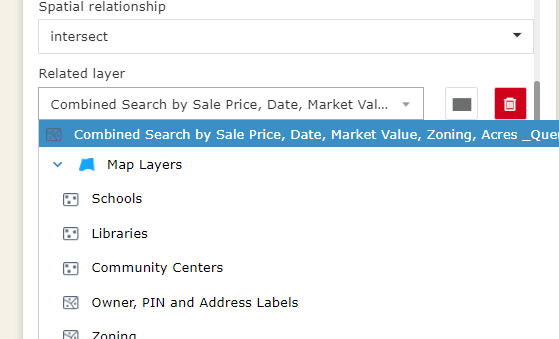 Spatial relationship
intersect
Related layer
Combined Search by Sale Price, Date, Market Val...
Combined Search by Sale Price, Date, Market Value, Zoning, Acres _Que
Map Layers
Schools
Libraries
Community Centers
Owner, PIN and Address Labels
Zoning